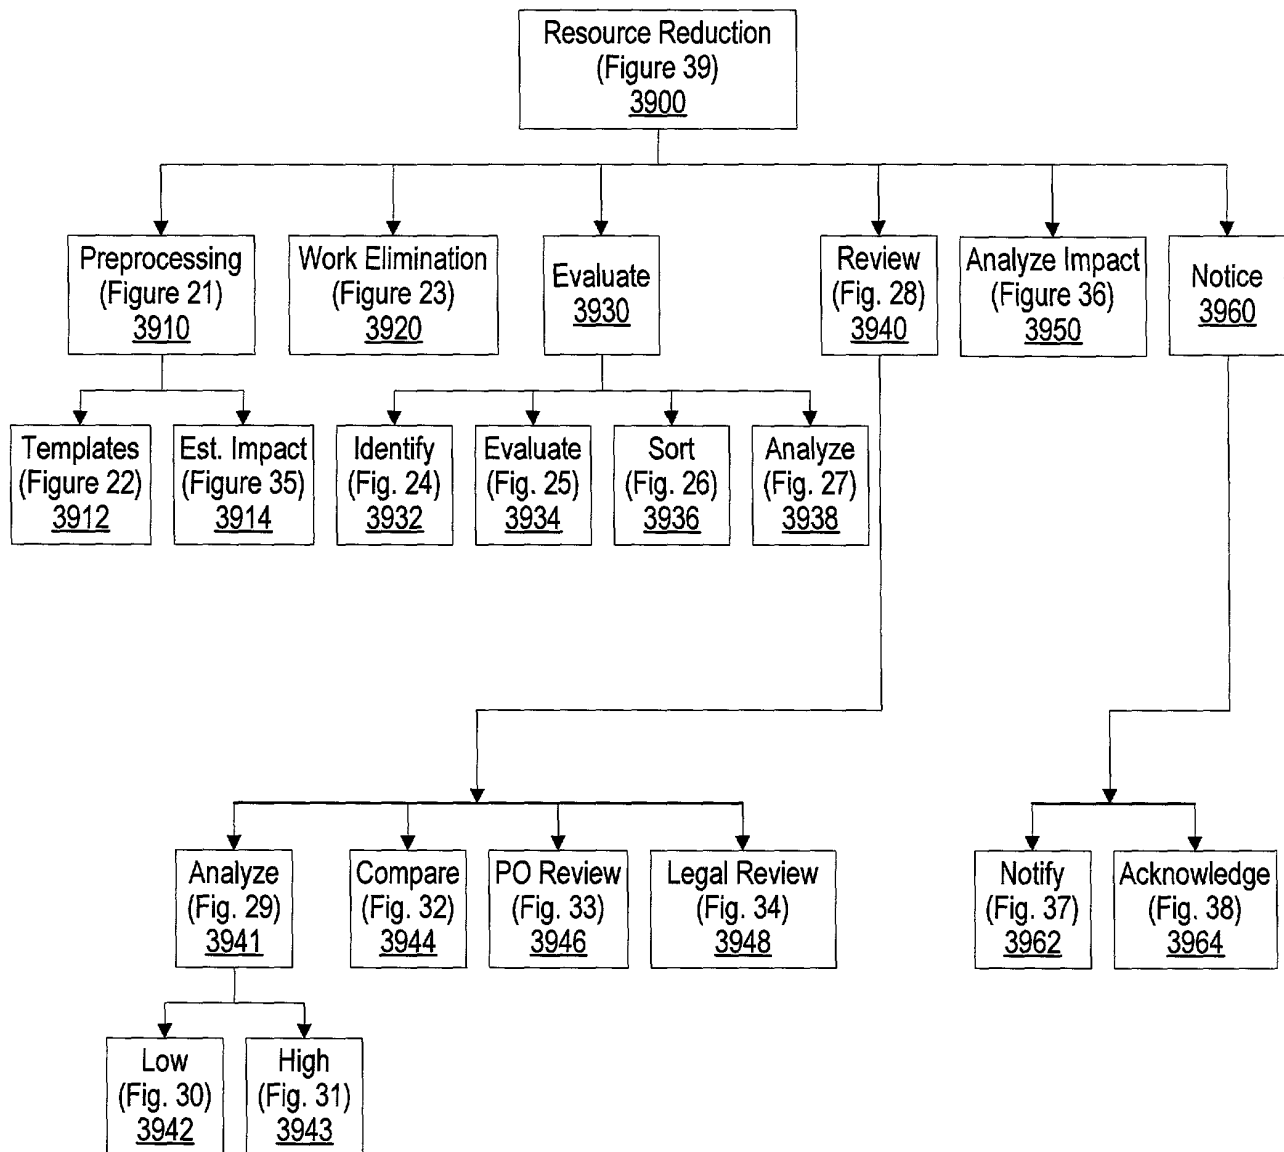 Resource Reduction
(Figure 39)
3900
Preprocessing
(Figure 21)
3910
Work Elimination
(Figure 23)
3920
Evaluate
3930
Review
(Fig. 28)
3940
Analyze Impact
(Figure 36)
3950
Notice
3960
Templates
(Figure 22)
3912
Est. Impact
(Figure 35)
3914
Identify
(Fig. 24)
3932
Evaluate
(Fig. 25)
3934
Sort
(Fig. 26)
3936
Analyze
(Fig. 27)
3938
Analyze
(Fig. 29)
3941
Compare
(Fig. 32)
3944
PO Review
(Fig. 33)
3946
Legal Review
(Fig. 34)
3948
Notify
(Fig. 37)
3962
Acknowledge
(Fig. 38)
3964
Low
(Fig. 30)
3942
High
(Fig. 31)
3943